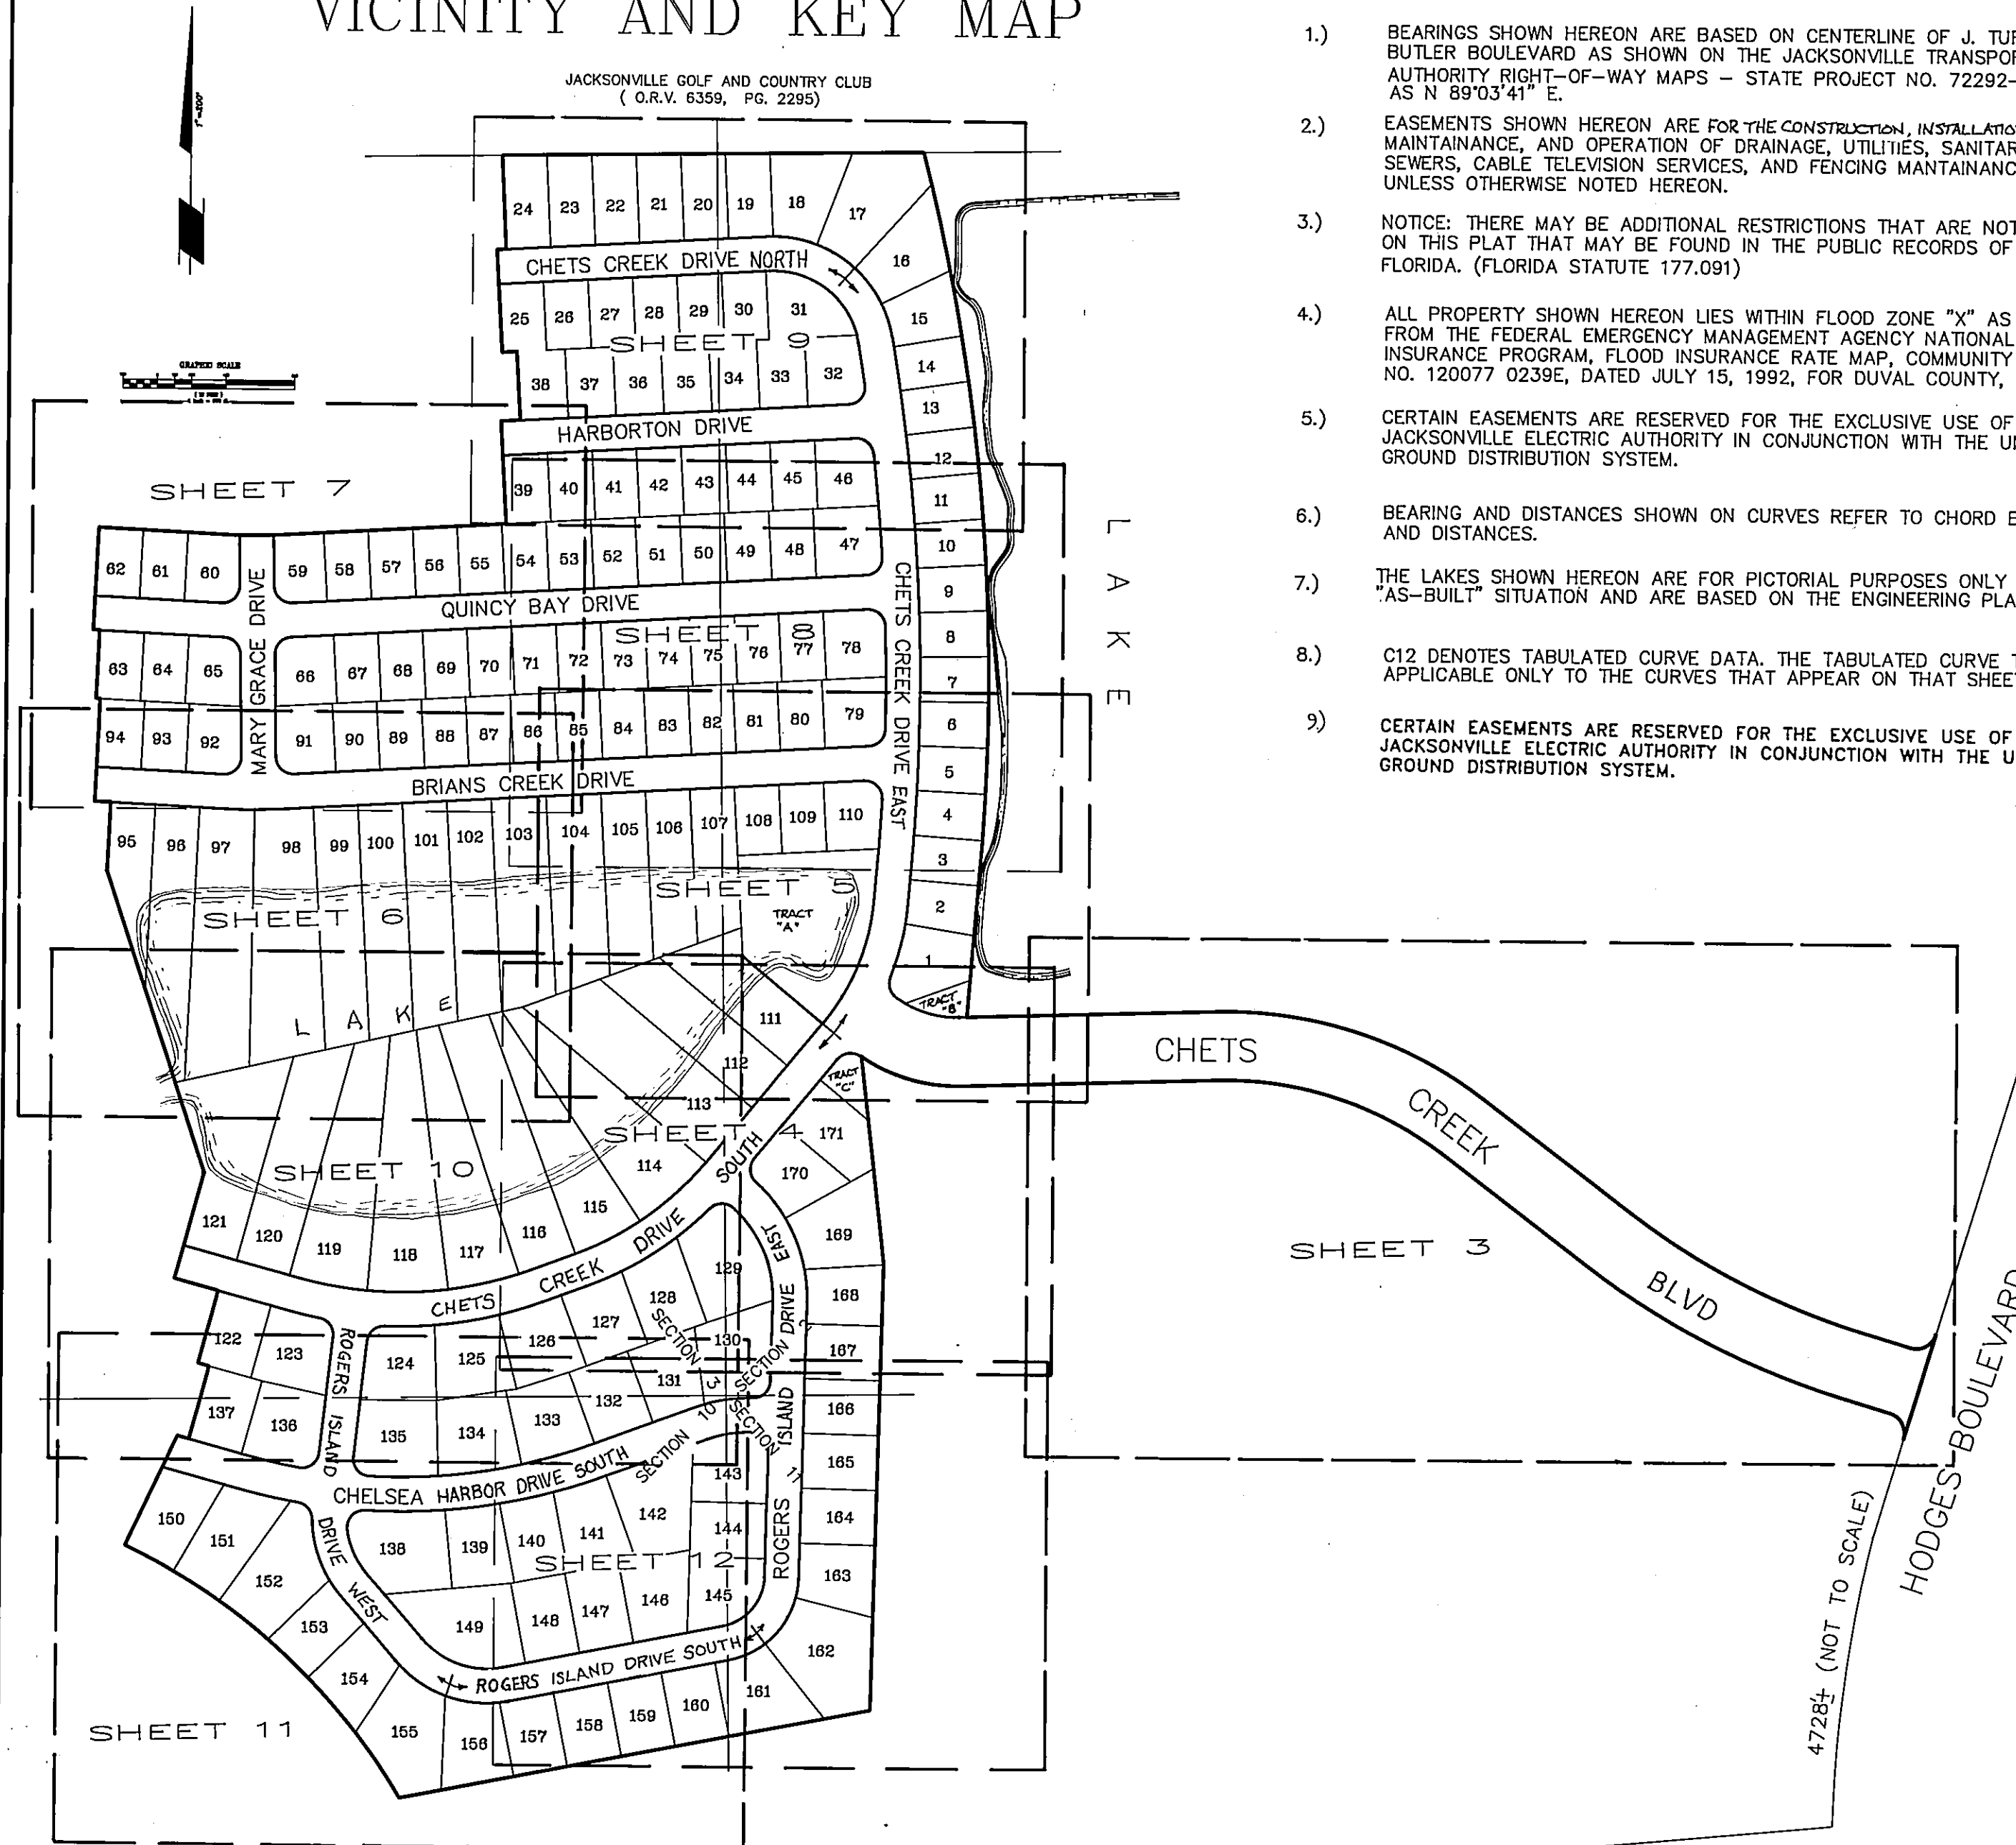 VICINITY AND KEY MAP
JACKSONVILLE GOLF AND COUNTRY CLUB
( O.R.V. 6359, PG. 2295)
1"=200'
GRAPHIC SCALE
1.) BEARINGS SHOWN HEREON ARE BASED ON CENTERLINE OF J.
BUTLER BOULEVARD AS SHOWN ON THE JACKSONVILLE
AUTHORITY RIGHT-OF-WAY MAPS - STATE PROJECT NO. 72292-
AS N 89°03'41" E.
2.) EASEMENTS SHOWN HEREON ARE FOR THE CONSTRUCTION,
MAINTAINANCE, AND OPERATION OF DRAINAGE, UTILITIES,
SEWERS, CABLE TELEVISION SERVICES, AND FENCING
UNLESS OTHERWISE NOTED HEREON.
3.) NOTICE: THERE MAY BE ADDITIONAL RESTRICTIONS THAT ARE NOT
ON THIS PLAT THAT MAY BE FOUND IN THE PUBLIC RECORDS OF
FLORIDA. (FLORIDA STATUTE 177.091)
4.) ALL PROPERTY SHOWN HEREON LIES WITHIN FLOOD ZONE "X" AS
FROM THE FEDERAL EMERGENCY MANAGEMENT AGENCY NATIONAL
INSURANCE PROGRAM, FLOOD INSURANCE RATE MAP, COMMUNITY
NO. 120077 0239E, DATED JULY 15, 1992, FOR DUVAL COUNTY,
5.) CERTAIN EASEMENTS ARE RESERVED FOR THE EXCLUSIVE USE OF
JACKSONVILLE ELECTRIC AUTHORITY IN CONJUNCTION WITH THE
GROUND DISTRIBUTION SYSTEM.
6.) BEARING AND DISTANCES SHOWN ON CURVES REFER TO CHORD
AND DISTANCES.
7.) THE LAKES SHOWN HEREON ARE FOR PICTORIAL PURPOSES ONLY
"AS-BUILT" SITUATION AND ARE BASED ON THE ENGINEERING
8.) C12 DENOTES TABULATED CURVE DATA. THE TABULATED CURVE
APPLICABLE ONLY TO THE CURVES THAT APPEAR ON THAT
9) CERTAIN EASEMENTS ARE RESERVED FOR THE EXCLUSIVE USE OF
JACKSONVILLE ELECTRIC AUTHORITY IN CONJUNCTION WITH THE
GROUND DISTRIBUTION SYSTEM.
24 23 22 21 20 19 18 17
16
CHETS CREEK DRIVE NORTH
25 26 27 28 29 30 31
15
SHEET 9
38 37 36 35 34 33 32
14
13
HARBORTON DRIVE
12
SHEET 7
39 40 41 42 43 44 45 46
11
LAKE
62 61 60 59 58 57 56 55 54 53 52 51 50 49 48 47
10
9
MARY GRACE DRIVE
QUINCY BAY DRIVE
CHETS CREEK DRIVE EAST
SHEET 8
8
63 64 65 66 67 68 69 70 71 72 73 74 75 76 77 78
7
94 93 92 91 90 89 88 87 86 85 84 83 82 81 80 79
6
5
BRIANS CREEK DRIVE
4
95 96 97 98 99 100 101 102 103 104 105 106 107 108 109 110
3
SHEET 6
SHEET 5
TRACT
"A"
2
1
TRACT
"B"
LAKE
111
112
113
TRACT
"C"
CHETS CREEK BLVD
SHEET 4
171
170
SHEET 10
114
115
116
121 120 119 118 117
CHETS CREEK DRIVE SOUTH
169
SHEET 3
168
129
128
127
126
130
167
122 123 124 125
131
132
133
SECTION 3
SECTION 2
SECTION 10
SECTION 11
137 136 135 134
166
165
ROGERS ISLAND DRIVE WEST
CHELSEA HARBOR DRIVE SOUTH
ROGERS ISLAND DRIVE EAST
143
142
144
164
150
151
138 139 140 141
SHEET 12
163
152
153
149 148 147 146 145
154
ROGERS ISLAND DRIVE SOUTH
162
155 156 157 158 159 160 161
SHEET 11
HODGES BOULEVARD
4728'± (NOT TO SCALE)